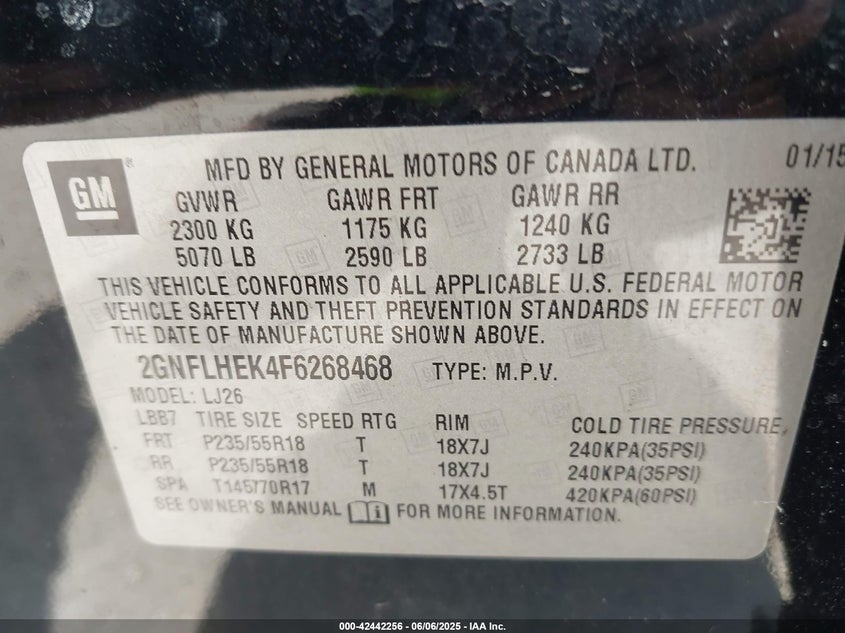 GM
MFD BY GENERAL MOTORS OF CANADA LTD. 01/15
GVWR GAWR FRT GAWR RR
2300 KG 1175 KG 1240 KG
5070 LB 2590 LB 2733 LB
THIS VEHICLE CONFORMS TO ALL APPLICABLE U.S. FEDERAL MOTOR
VEHICLE SAFETY AND THEFT PREVENTION STANDARDS IN EFFECT ON
THE DATE OF MANUFACTURE SHOWN ABOVE.
2GNFLHEK4F6268468 TYPE: M.P.V.
MODEL: LJ26
LBB7 TIRE SIZE SPEED RTG RIM COLD TIRE PRESSURE
FRT P235/55R18 T 18X7J 240KPA(35PSI)
RR P235/55R18 T 18X7J 240KPA(35PSI)
SPA T145/70R17 M 17X4.5T 420KPA(60PSI)
SEE OWNER'S MANUAL FOR MORE INFORMATION.
000-42442256 - 06/06/2025 - IAA Inc.